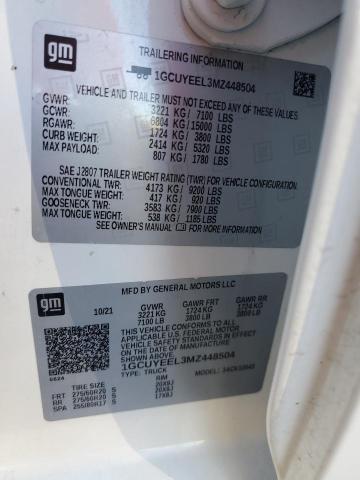 gm
TRAILERING INFORMATION
1GCUYEEL3MZ448504
VEHICLE AND TRAILER MUST NOT EXCEED ANY OF THESE WEIGHTS
GVWR: 3221 KG/ 7100 LBS
GCWR: 6804 KG/ 15000 LBS
RGAWR: 1724 KG/ 3800 LBS
CURB WEIGHT: 2414 KG/ 5320 LBS
MAX PAYLOAD: 807 KG/ 1780 LBS
SAE J2807 TRAILER WEIGHT RATING (TWR) FOR VEHICLE CONFIGURATION.
CONVENTIONAL TWR: 4173 KG/ 9200 LBS
MAX TONGUE WEIGHT: 417 KG/ 920 LBS
GOOSENECK TWR: 3583 KG/ 7900 LBS
MAX TONGUE WEIGHT: 538 KG/ 1185 LBS
SEE OWNER'S MANUAL FOR MORE INFORMATION
gm
MFD BY GENERAL MOTORS LLC
10/21 GVWR GAWR FRT GAWR RR
3221 KG 1724 KG 1724 KG
7100 LB 3800 LB 3800 LB
THIS VEHICLE CONFORMS TO ALL APPLICABLE U.S. FEDERAL MOTOR
VEHICLE SAFETY STANDARDS IN EFFECT ON THE DATE OF MANUFACTURE
SHOWN ABOVE.
1GCUYEEL3MZ448504
TYPE: TRUCK
TIRE SIZE RIM
FRT 275/60R20 S 20X9J
RR 275/60R20 S 20X9J
SPA 255/80R17 S 17X8J